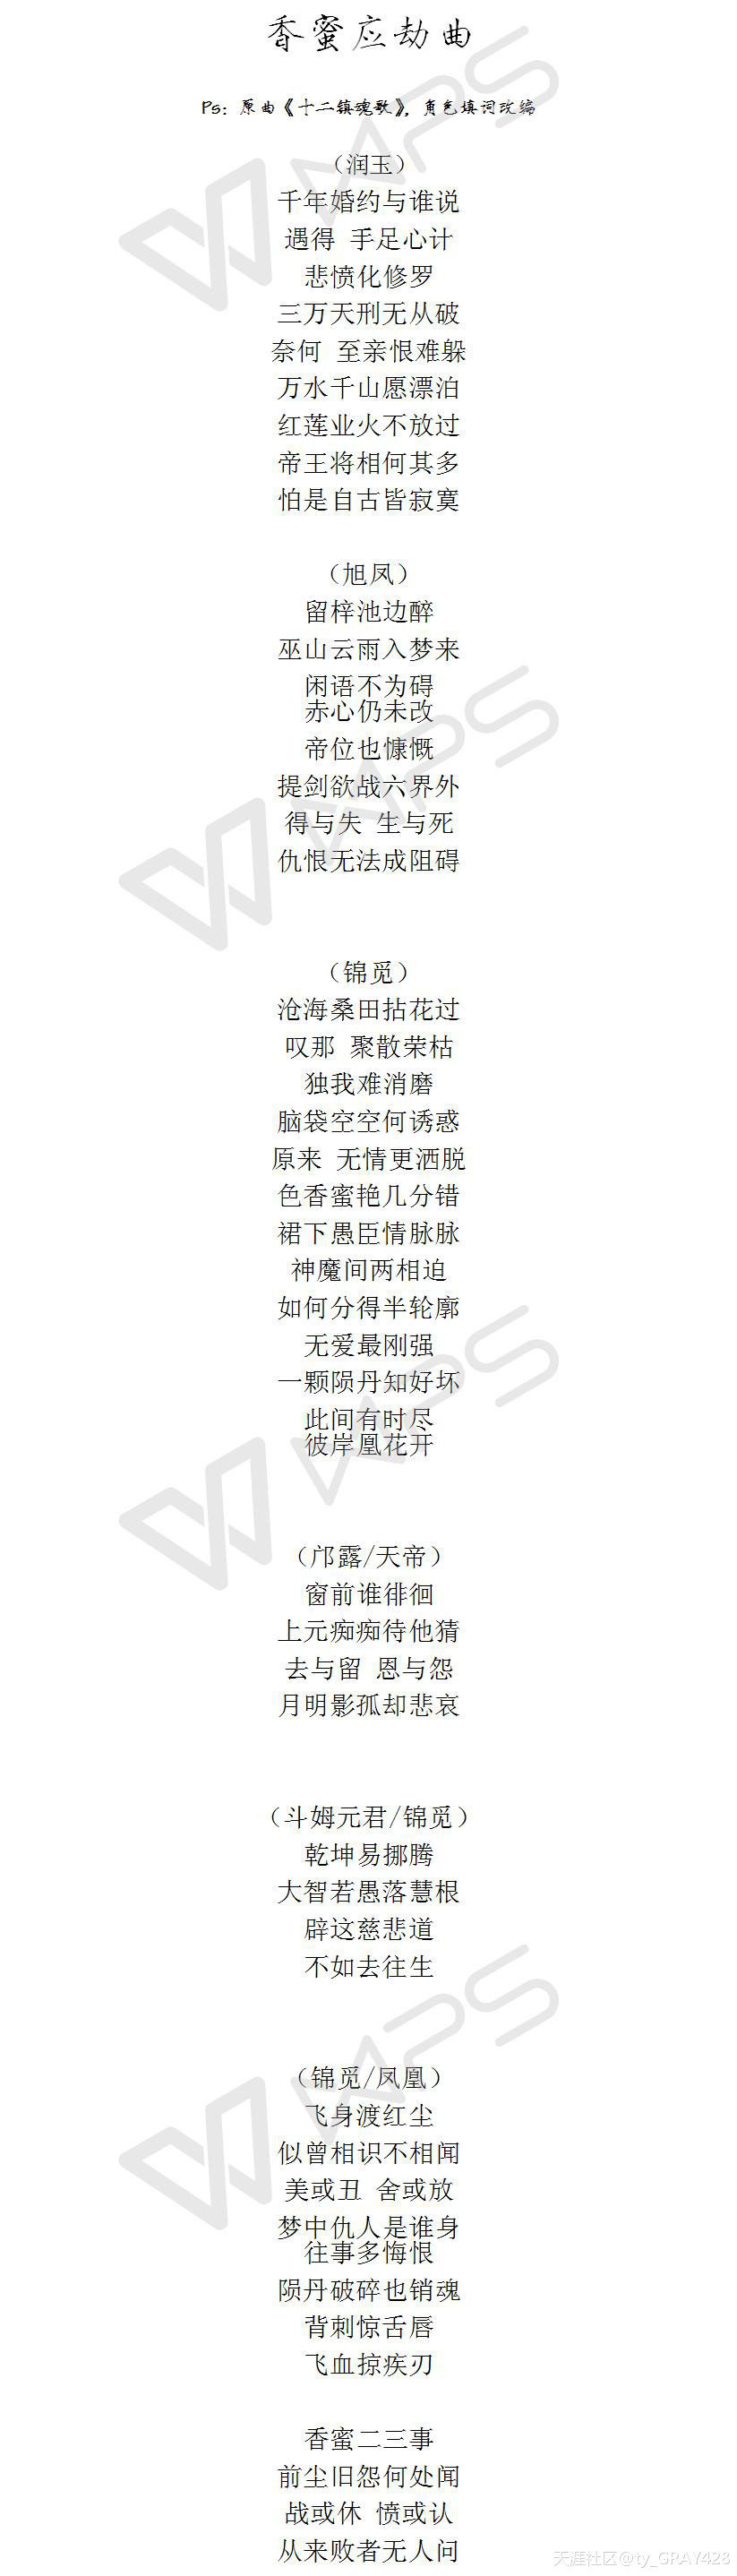 香蜜应劫曲
Ps：原曲《十二镇魂歌》，角色填词改编
（润玉）
千年婚约与谁说
遇得 手足心计
悲愤化修罗
三万天刑无从破
奈何 至亲恨难躲
万水千山愿漂泊
红莲业火不放过
帝王将相何其多
怕是自古皆寂寞
（旭凤）
留梓池边醉
巫山云雨入梦来
闲语不为碍
赤心仍未改
帝位也慷慨
提剑欲战六界外
得与失 生与死
仇恨无法成阻碍
（锦觅）
沧海桑田拈花过
叹那 聚散荣枯
独我难消磨
脑袋空空何诱惑
原来 无情更洒脱
色香蜜艳几分错
裙下愚臣情脉脉
神魔间两相迫
如何分得半轮廓
无爱最刚强
一颗陨丹知好坏
此间有时尽
彼岸凰花开
（邝露/天帝）
窗前谁徘徊
上元痴痴待他猜
去与留 恩与怨
月明影孤却悲哀
（斗姆元君/锦觅）
乾坤易挪腾
大智若愚落慧根
辟这慈悲道
不如去往生
（锦觅/凤凰）
飞身渡红尘
似曾相识不相闻
美或丑 舍或放
梦中仇人是谁身
往事多悔恨
陨丹破碎也销魂
背刺惊舌唇
飞血掠疾刃
香蜜二三事
前尘旧怨何处闻
战或休 愤或认
从来败者无人问
天涯社区@ty_GRAY428
WPS
WPS
WPS
WPS